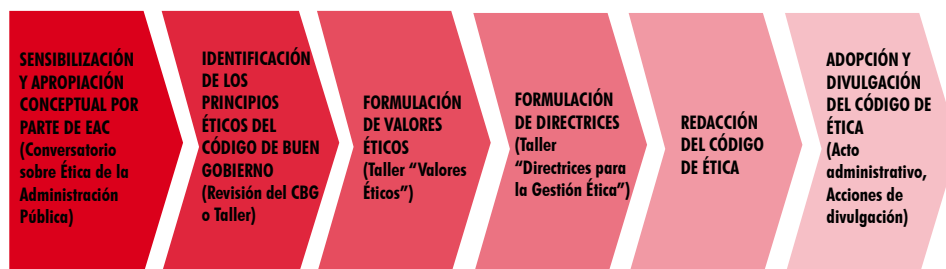 SENSIBILIZACIÓN
Y APROPIACIÓN
CONCEPTUAL POR
PARTE DE EAC
(Conversatorio
sobre Ética de la
Administración
Pública)
IDENTIFICACIÓN
DE LOS
PRINCIPIOS
ÉTICOS DEL
CÓDIGO DE BUEN
GOBIERNO
(Revisión del CBG
o Taller)
FORMULACIÓN
DE VALORES
ÉTICOS
(Taller “Valores
Éticos”)
FORMULACIÓN
DE DIRECTRICES
(Taller
“Directrices para
la Gestión Ética”)
REDACCIÓN
DEL CÓDIGO
DE ÉTICA
ADOPCIÓN Y
DIVULGACIÓN
DEL CÓDIGO DE
ÉTICA
(Acto
administrativo,
Acciones de
divulgación)